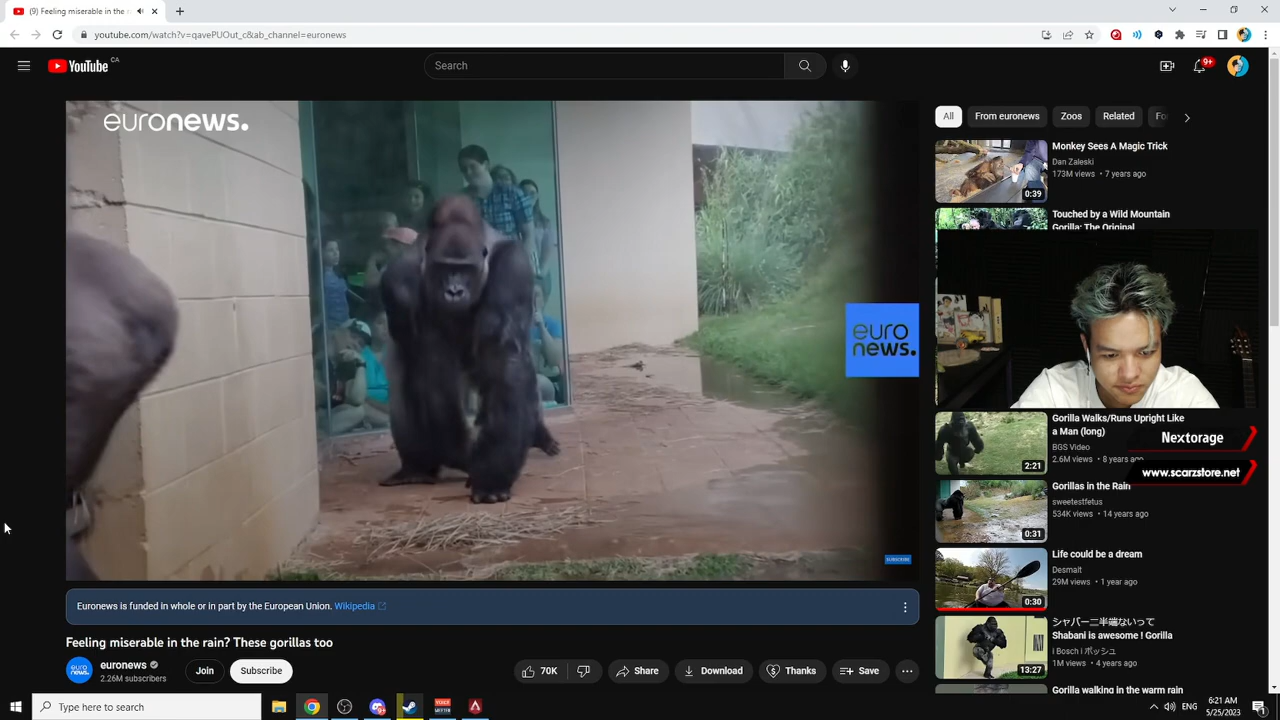 (9) Feeling miserable in the
youtube.com/watch?v=qavePUOut_c&ab_channel=euronews
YouTube CA
Search
9+
euronews.
euro
news.
SUBSCRIBE
Euronews is funded in whole or in part by the European Union. Wikipedia
Feeling miserable in the rain? These gorillas too
euronews
2.26M subscribers
Join
Subscribe
70K
Share
Download
Thanks
Save
All
From euronews
Zoos
Related
Monkey Sees A Magic Trick
Dan Zaleski
173M views • 7 years ago
0:39
Touched by a Wild Mountain
Gorilla: The Original
Gorilla Walks/Runs Upright Like
a Man (long)
BGS Video
2.6M views • 8 years ago
2:21
Nextorage
www.scarzstore.net
Gorillas in the Rain
sweetestfetus
534K views • 14 years ago
0:31
Life could be a dream
Desmalt
29M views • 1 year ago
0:30
シャバー二半端ないって
Shabani is awesome ! Gorilla
i Bosch i ボッシュ
1M views • 4 years ago
13:27
Gorilla walking in the warm rain
Type here to search
VOICE
MEETER
ENG
6:21 AM
5/25/2023
1